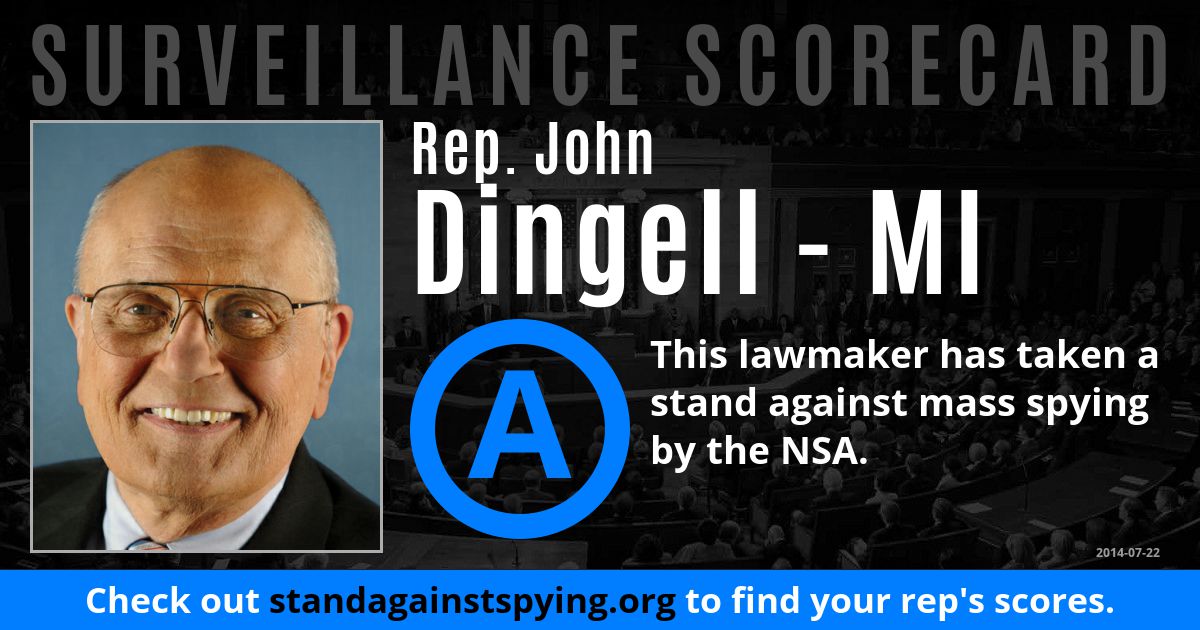 SURVEILLANCE SCORECARD
Rep. John
Dingell - MI
A
This lawmaker has taken a
stand against mass spying
by the NSA.
2014-07-22
Check out standagainstspying.org to find your rep's scores.